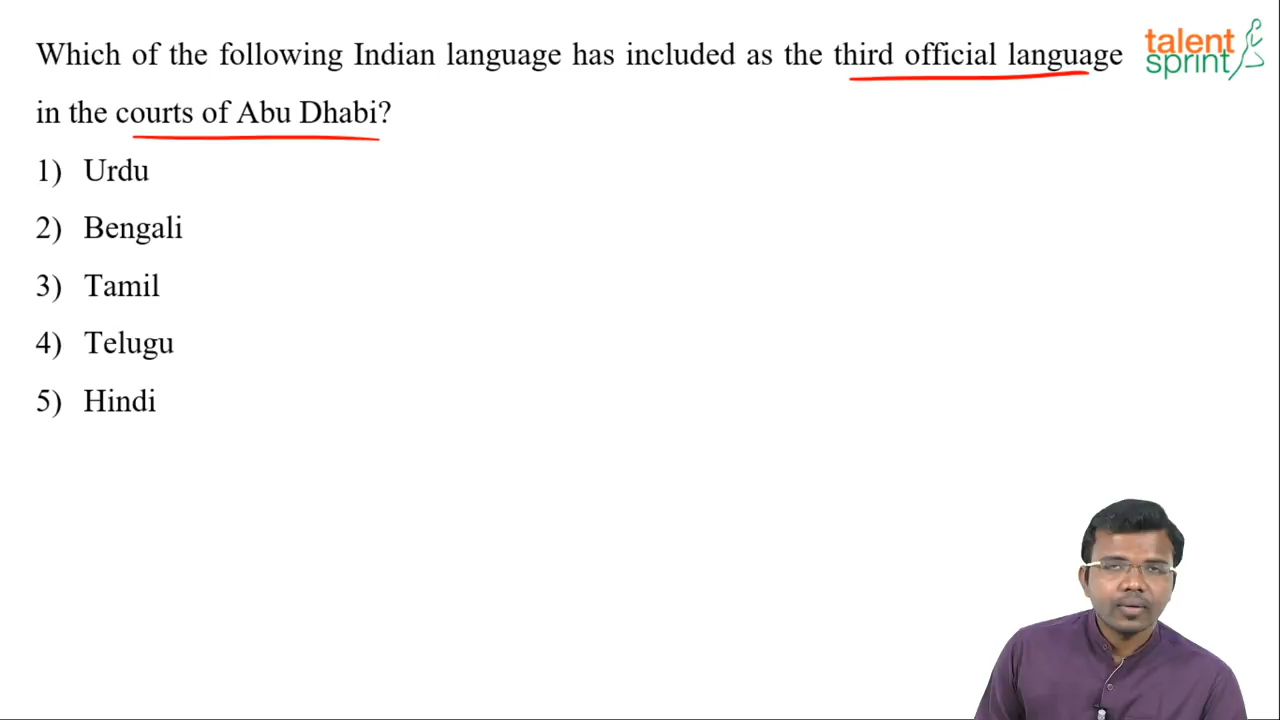 Which of the following Indian language has included as the third official language
in the courts of Abu Dhabi?
1) Urdu
2) Bengali
3) Tamil
4) Telugu
5) Hindi
talent
sprint